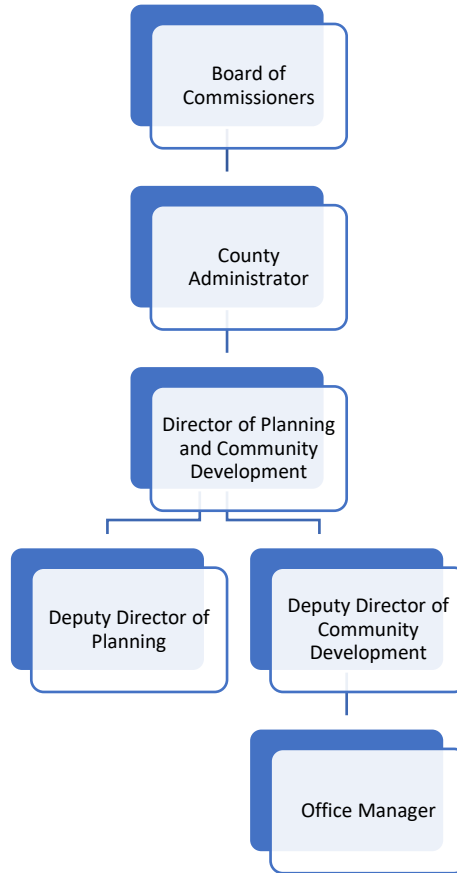 Board of
Commissioners
County
Administrator
Director of Planning
and Community
Development
Deputy Director of
Planning
Deputy Director of
Community
Development
Office Manager